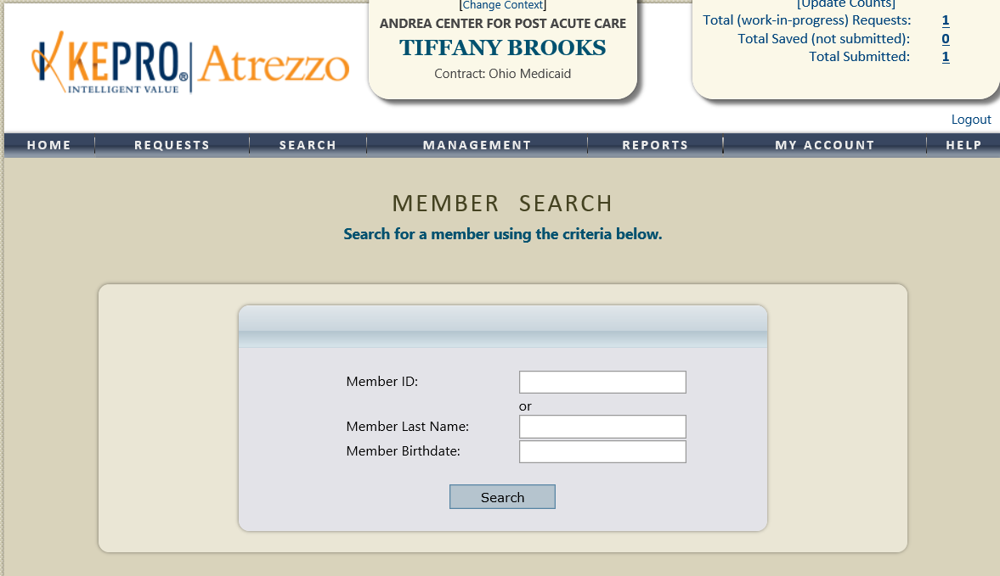 [Change Context]
ANDREA CENTER FOR POST ACUTE CARE
TIFFANY BROOKS
Contract: Ohio Medicaid
[Update Counts]
Total (work-in-progress) Requests: 1
Total Saved (not submitted): 0
Total Submitted: 1
KEPRO® Atrezzo
INTELLIGENT VALUE
Logout
HOME REQUESTS SEARCH MANAGEMENT REPORTS MY ACCOUNT HELP
MEMBER SEARCH
Search for a member using the criteria below.
Member ID:
or
Member Last Name:
Member Birthdate:
Search